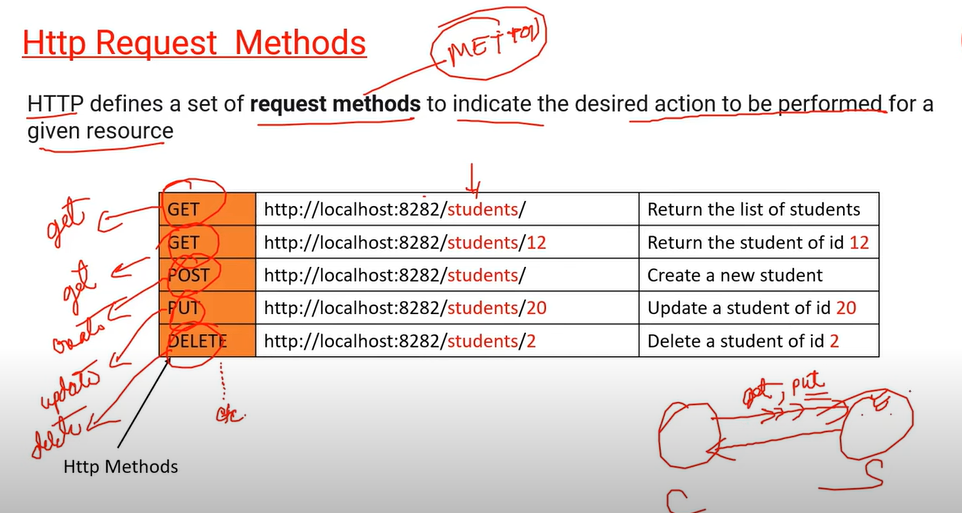 Http Request Methods
METHOD
HTTP defines a set of request methods to indicate the desired action to be performed for a
given resource
get GET http://localhost:8282/students/ Return the list of students
get GET http://localhost:8282/students/12 Return the student of id 12
create POST http://localhost:8282/students/ Create a new student
update PUT http://localhost:8282/students/20 Update a student of id 20
delete DELETE http://localhost:8282/students/2 Delete a student of id 2
etc
get, put
Http Methods
C S